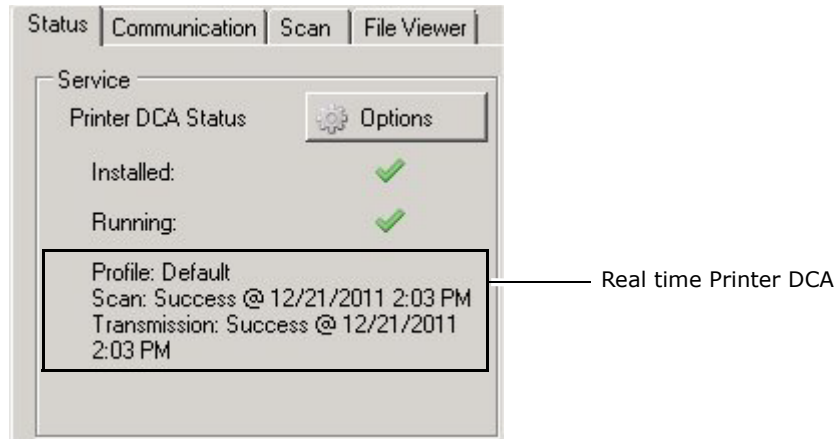 Status Communication Scan File Viewer
Service
Printer DCA Status Options
Installed:
Running:
Profile: Default
Scan: Success @ 12/21/2011 2:03 PM
Transmission: Success @ 12/21/2011
2:03 PM
Real time Printer DCA